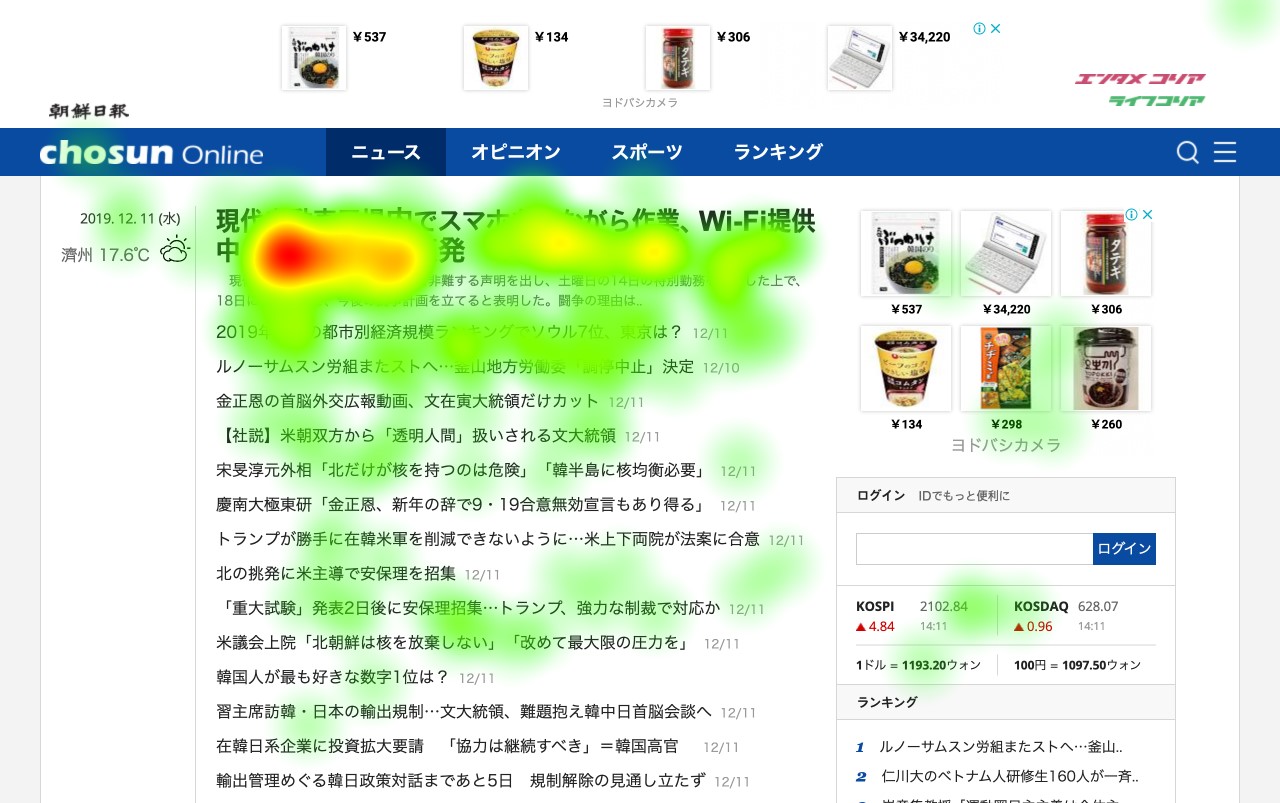 ¥537
¥134
¥306
¥34,220
ヨドバシカメラ
エンタメ コリア
ライフコリア
朝鮮日報
chosun Online
ニュース
オピニオン
スポーツ
ランキング
2019. 12. 11 (水)
済州 17.6℃
現代 でスマホ がら作業、Wi-Fi提供
中 発
非難する声明を出し、土曜日の14日の特別勤務 した上で、
18日に 計画を立てると表明した。闘争の理由は..
2019年 の都市別経済規模ランキングでソウル7位、東京は？ 12/11
ルノーサムスン労組またストへ…釜山地方労働委「調停中止」決定 12/10
金正恩の首脳外交広報動画、文在寅大統領だけカット 12/11
【社説】米朝双方から「透明人間」扱いされる文大統領 12/11
宋旻淳元外相「北だけが核を持つのは危険」「韓半島に核均衡必要」 12/11
慶南大極東研「金正恩、新年の辞で9・19合意無効宣言もあり得る」 12/11
トランプが勝手に在韓米軍を削減できないように…米上下両院が法案に合意 12/11
北の挑発に米主導で安保理を招集 12/11
「重大試験」発表2日後に安保理招集…トランプ、強力な制裁で対応か 12/11
米議会上院「北朝鮮は核を放棄しない」「改めて最大限の圧力を」 12/11
韓国人が最も好きな数字1位は？ 12/11
習主席訪韓・日本の輸出規制…文大統領、難題抱え韓中日首脳会談へ 12/11
在韓日系企業に投資拡大要請　「協力は継続すべき」＝韓国高官 12/11
輸出管理めぐる韓日政策対話まであと5日　規制解除の見通し立たず 12/11
¥537
¥34,220
¥306
¥134
¥298
¥260
ヨドバシカメラ
ログイン IDでもっと便利に
ログイン
KOSPI 2102.84
▲ 4.84 14:11
KOSDAQ 628.07
▲ 0.96 14:11
1ドル = 1193.20ウォン
100円 = 1097.50ウォン
ランキング
1 ルノーサムスン労組またストへ…釜山..
2 仁川大のベトナム人研修生160人が一斉..